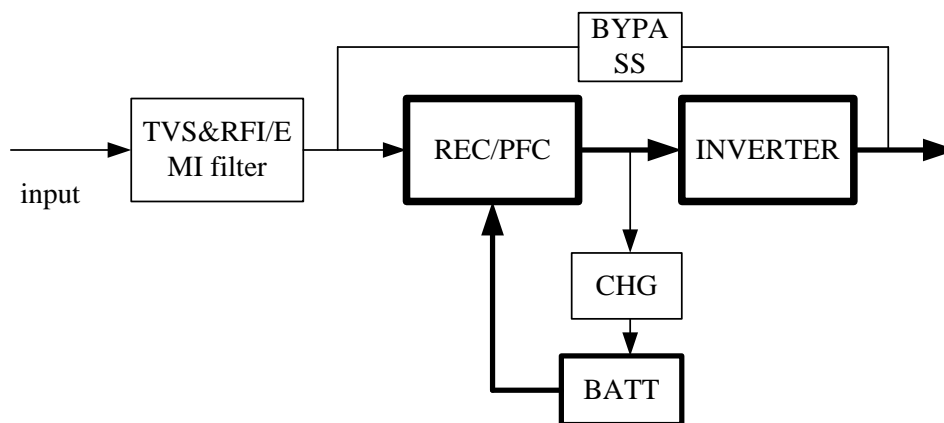 BYPA
SS
TVS&RFI/E
MI filter
REC/PFC
INVERTER
input
CHG
BATT